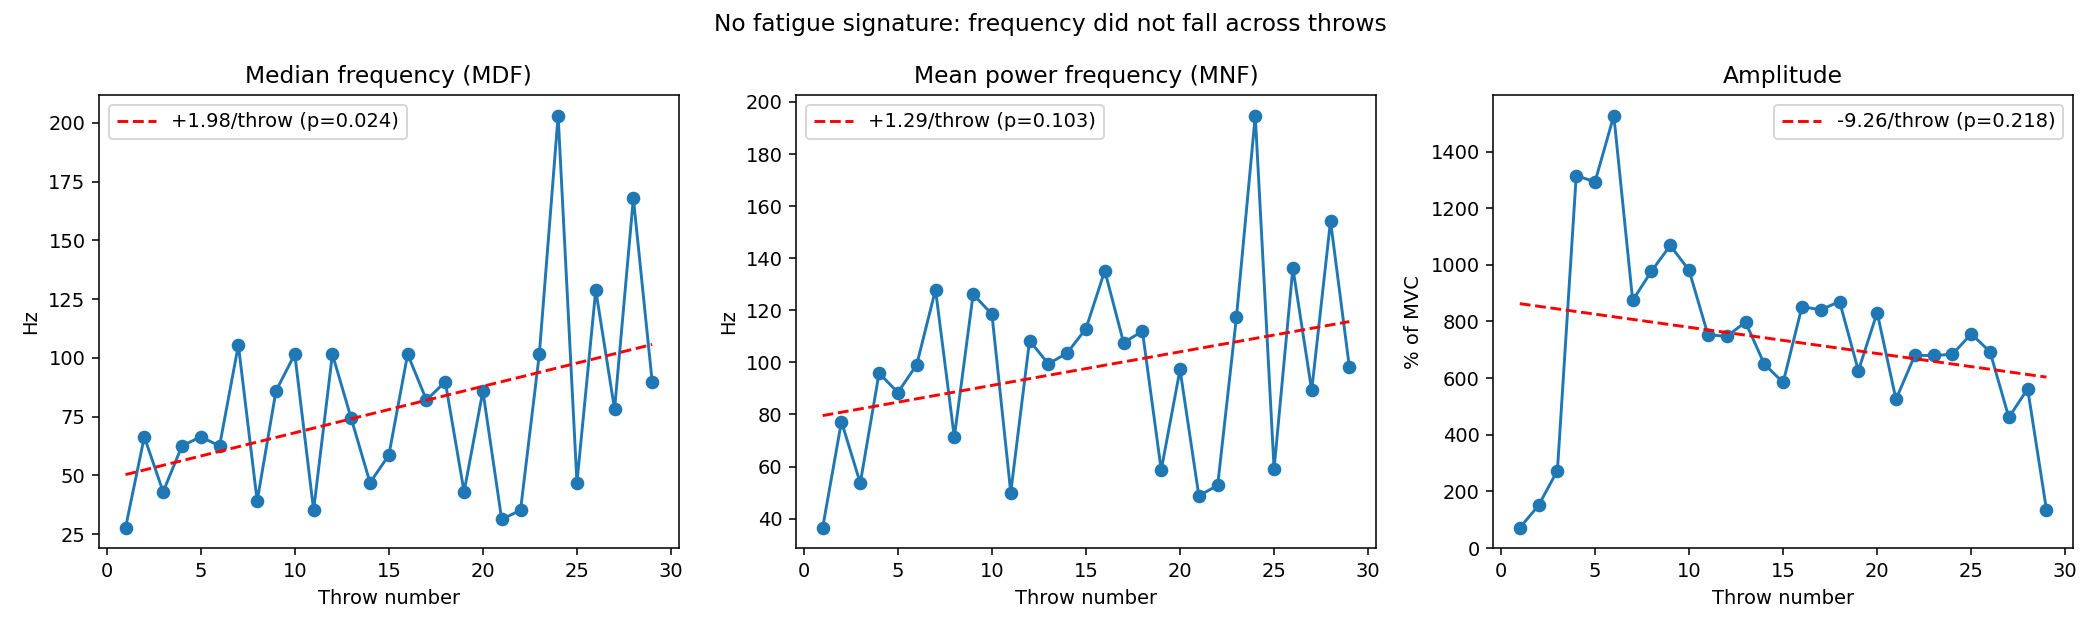 No fatigue signature: frequency did not fall across throws
Median frequency (MDF)
+1.98/throw (p=0.024)
200
175
150
125
100
75
50
25
Hz
0 5 10 15 20 25 30
Throw number
Mean power frequency (MNF)
+1.29/throw (p=0.103)
200
180
160
140
120
100
80
60
40
Hz
0 5 10 15 20 25 30
Throw number
Amplitude
-9.26/throw (p=0.218)
1400
1200
1000
800
600
400
200
0
% of MVC
0 5 10 15 20 25 30
Throw number